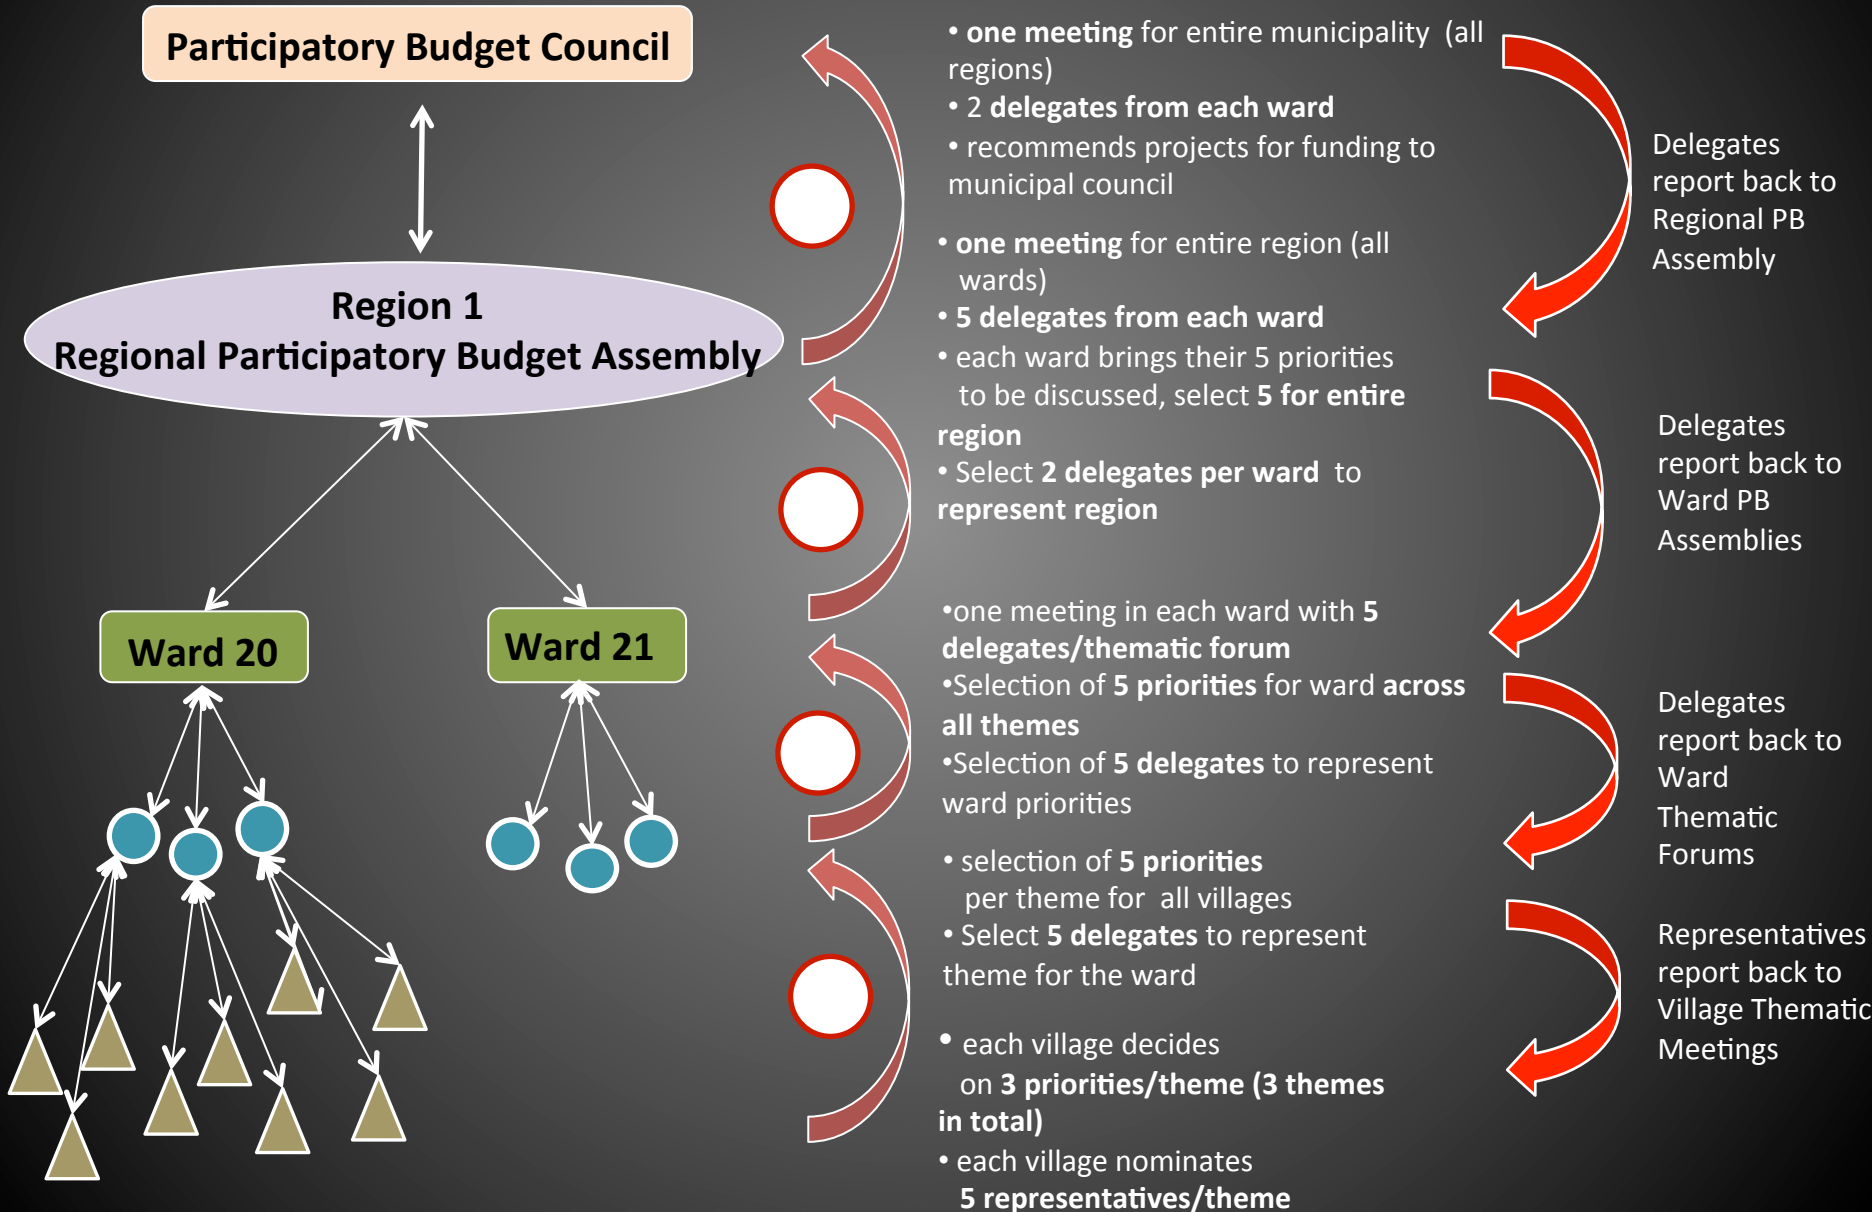 Participatory Budget Council
Region 1
Regional Participatory Budget Assembly
Ward 20
Ward 21
• one meeting for entire municipality (all
regions)
• 2 delegates from each ward
• recommends projects for funding to
municipal council
• one meeting for entire region (all
wards)
• 5 delegates from each ward
• each ward brings their 5 priorities
to be discussed, select 5 for entire
region
• Select 2 delegates per ward to
represent region
•one meeting in each ward with 5
delegates/thematic forum
•Selection of 5 priorities for ward across
all themes
•Selection of 5 delegates to represent
ward priorities
• selection of 5 priorities
per theme for all villages
• Select 5 delegates to represent
theme for the ward
• each village decides
on 3 priorities/theme (3 themes
in total)
• each village nominates
5 representatives/theme
Delegates
report back to
Regional PB
Assembly
Delegates
report back to
Ward PB
Assemblies
Delegates
report back to
Ward
Thematic
Forums
Representatives
report back to
Village Thematic
Meetings